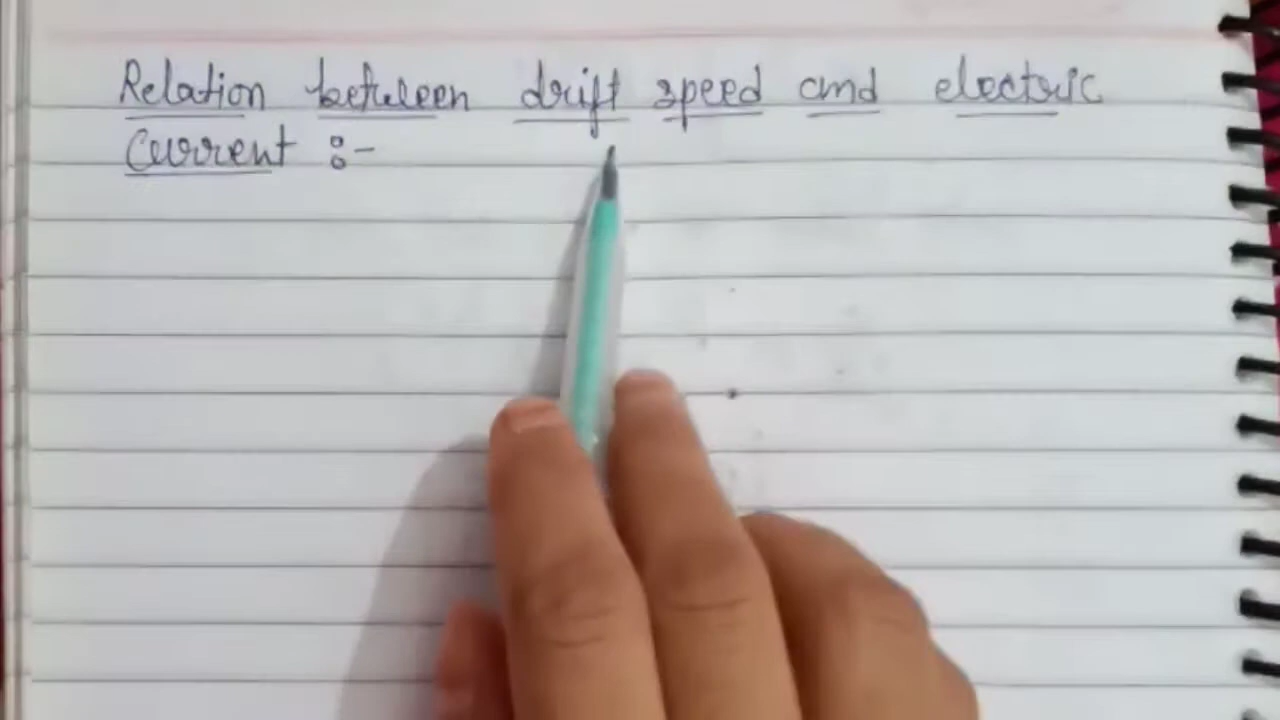 Relation between drift speed and electric
Current :-